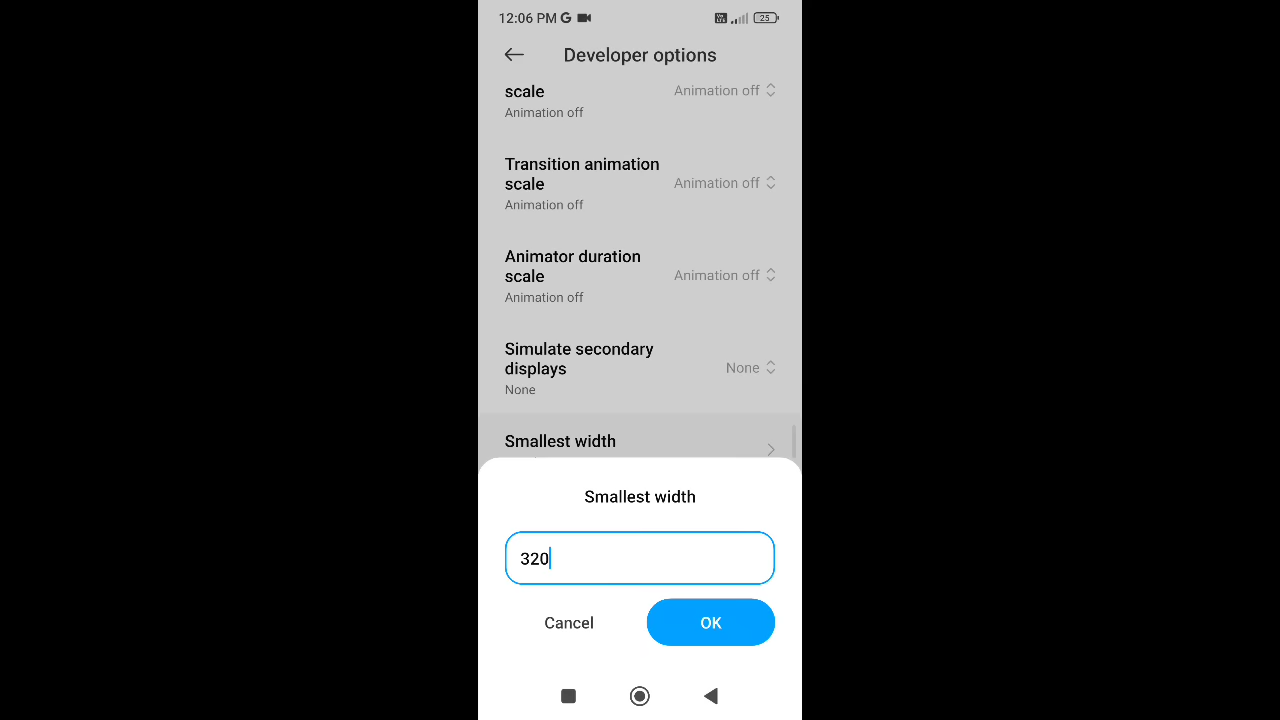 12:06 PM G 25
Developer options
scale Animation off
Animation off
Transition animation
scale Animation off
Animation off
Animator duration
scale Animation off
Animation off
Simulate secondary
displays None
None
Smallest width
Smallest width
320
Cancel OK